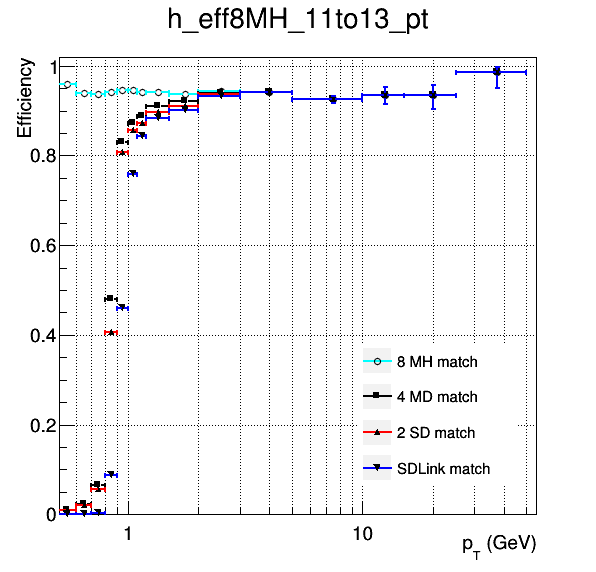 h_eff8MH_11to13_pt
Efficiency
1
0.8
0.6
0.4
0.2
0
8 MH match
4 MD match
2 SD match
SDLink match
1
10
p_T (GeV)